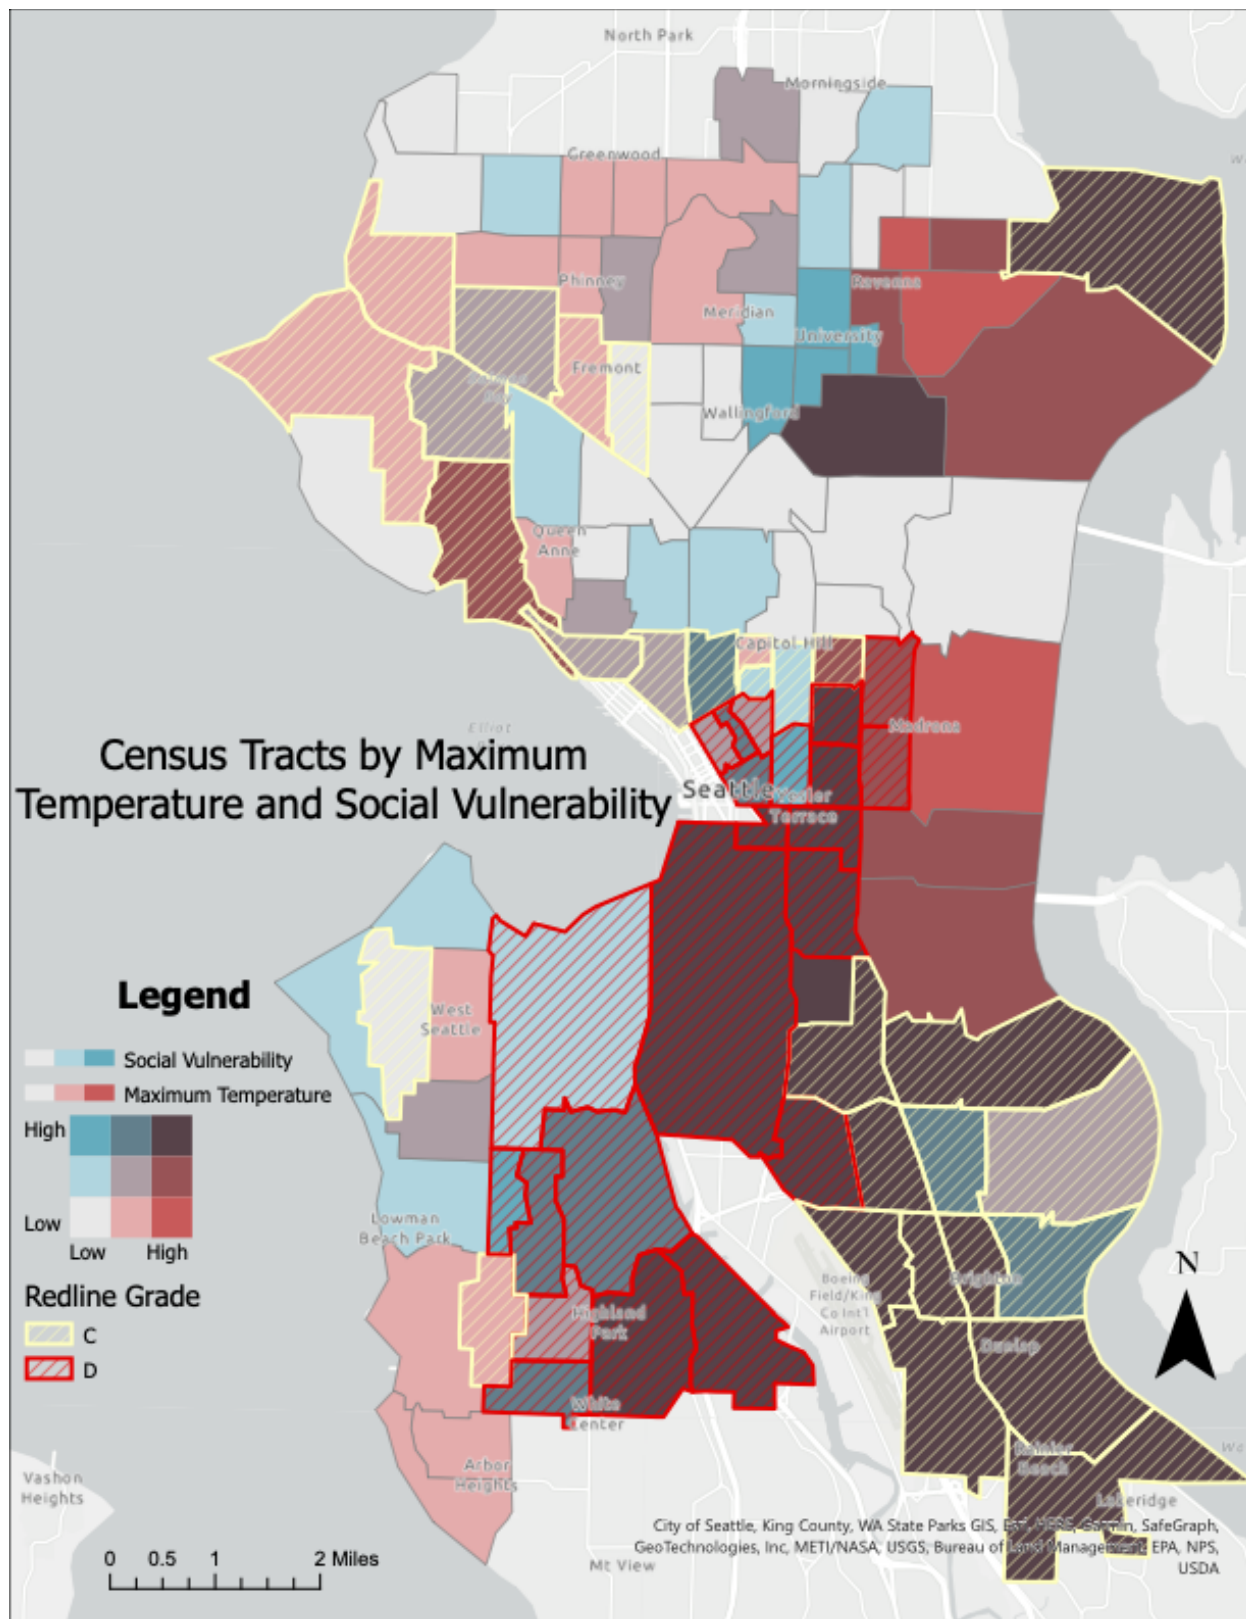 North Park
Morningside
Greenwood
Phinney
Ravenna
Meridian
University
Fremont
Wallingford
Queen
Anne
Capitol Hill
Madrona
Elliot
Census Tracts by Maximum
Temperature and Social Vulnerability
Seattle
Terrace
Legend
West
Seattle
Social Vulnerability
Maximum Temperature
High
Low
Low High
Lowman
Beach Park
Redline Grade
C
D
N
Boeing
Field/King
Co Int'l
Airport
Brighton
Highland
Park
Dunlap
White
Center
Rainier
Beach
Arbor
Heights
Vashon
Heights
Lakeridge
Mt View
0 0.5 1 2 Miles
City of Seattle, King County, WA State Parks GIS, Esri, HERE, Garmin, SafeGraph,
GeoTechnologies, Inc, METI/NASA, USGS, Bureau of Land Management, EPA, NPS,
USDA